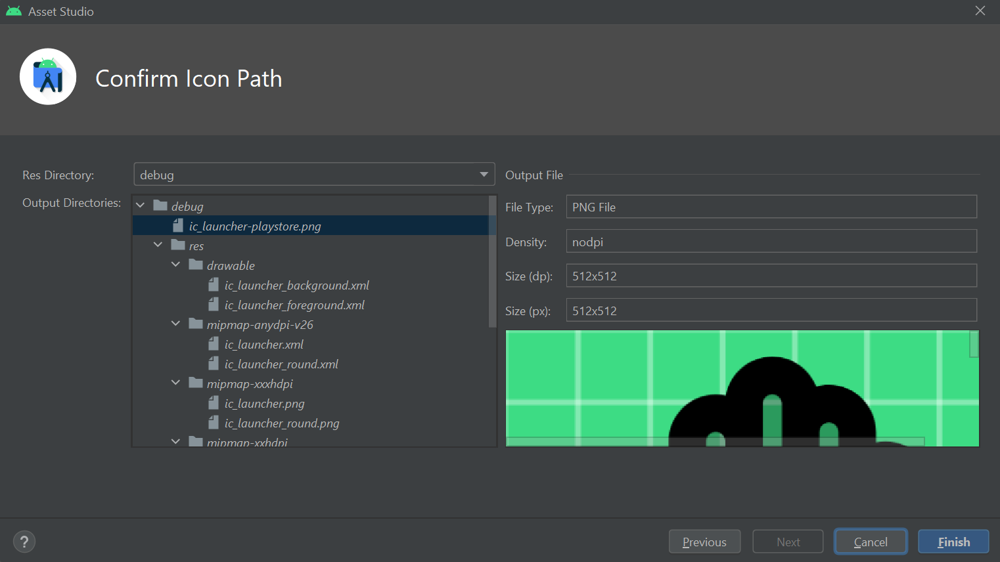 Asset Studio
Confirm Icon Path
Res Directory:
debug
Output Directories:
debug
ic_launcher-playstore.png
res
drawable
ic_launcher_background.xml
ic_launcher_foreground.xml
mipmap-anydpi-v26
ic_launcher.xml
ic_launcher_round.xml
mipmap-xxxhdpi
ic_launcher.png
ic_launcher_round.png
mipmap-xxhdpi
Output File
File Type:
PNG File
Density:
nodpi
Size (dp):
512x512
Size (px):
512x512
?
Previous
Next
Cancel
Finish